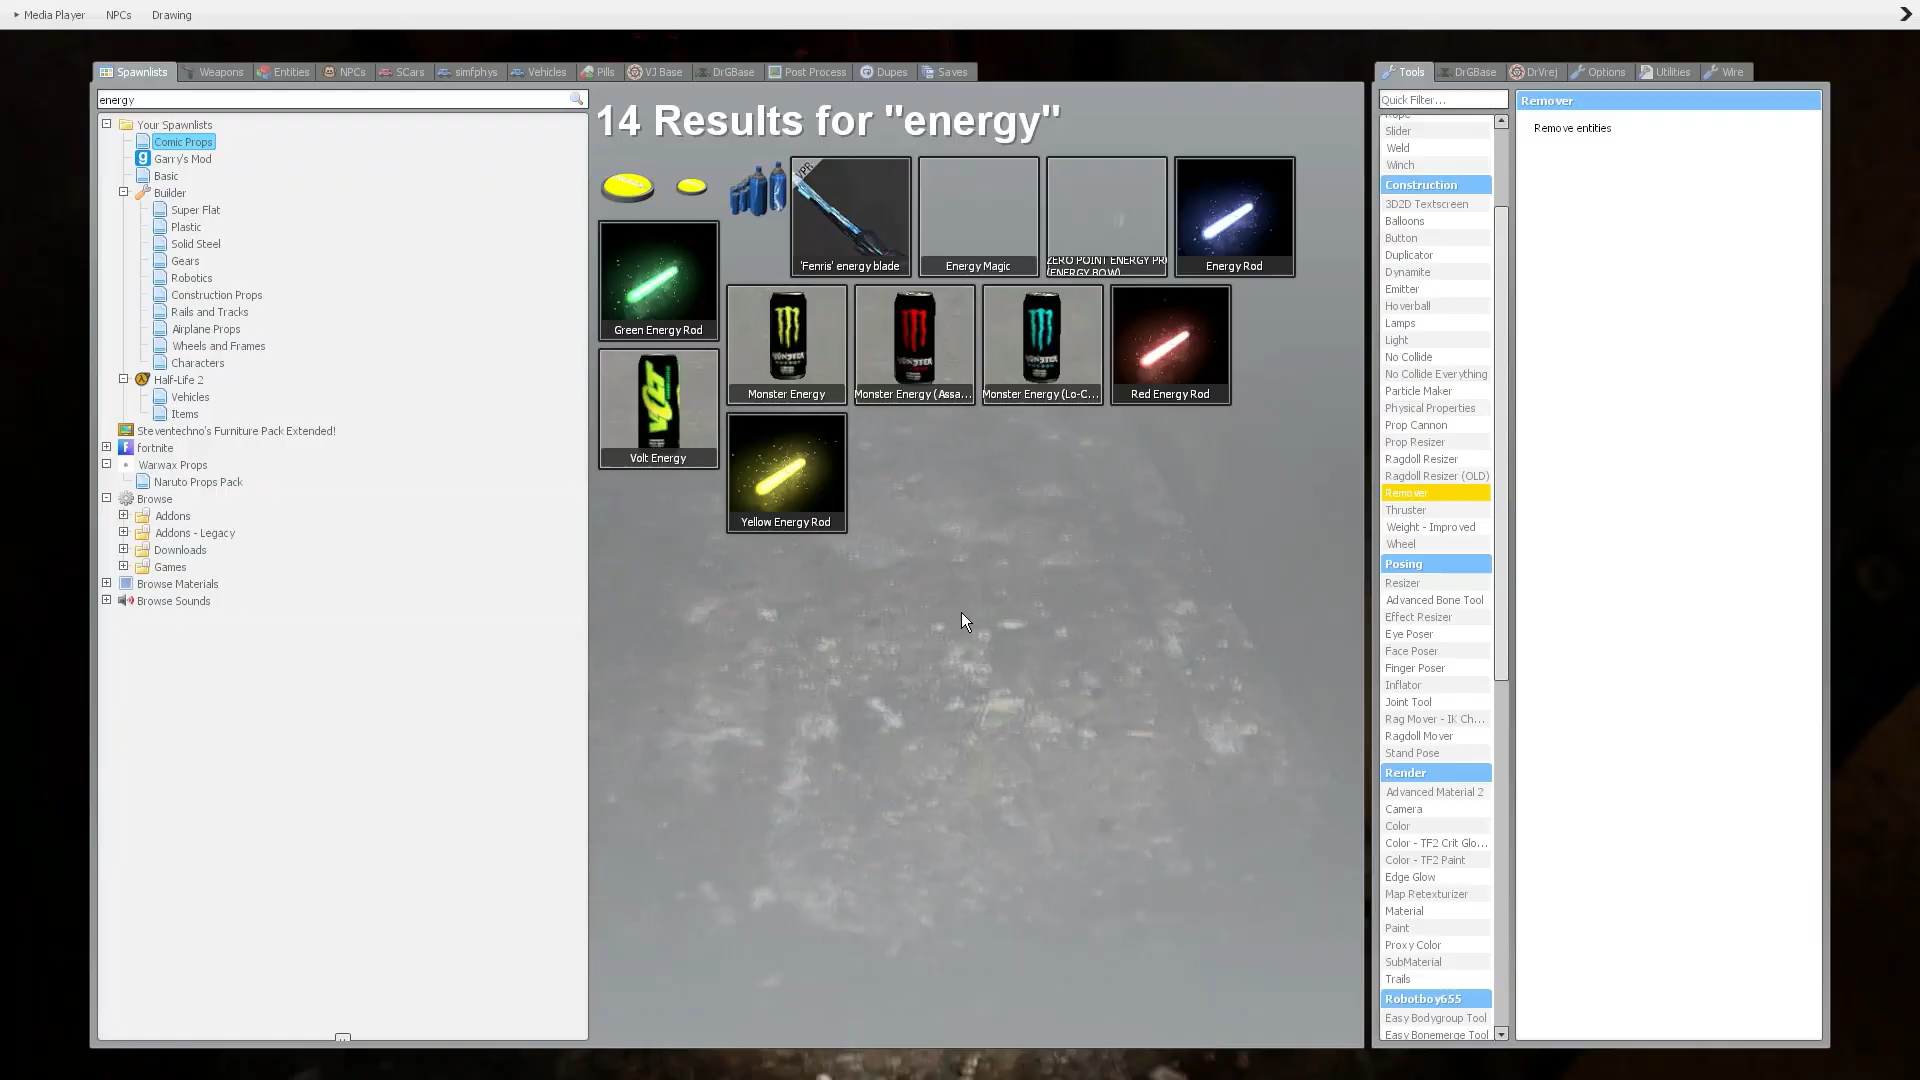 Media Player NPCs Drawing
Spawnlists Weapons Entities NPCs SCars simfphys Vehicles Pills VJ Base DrGBase Post Process Dupes Saves
energy
Your Spawnlists
Comic Props
Garry's Mod
Basic
Builder
Super Flat
Plastic
Solid Steel
Gears
Robotics
Construction Props
Rails and Tracks
Airplane Props
Wheels and Frames
Characters
Half-Life 2
Vehicles
Items
Steventechno's Furniture Pack Extended!
fortnite
Warwax Props
Naruto Props Pack
Browse
Addons
Addons - Legacy
Downloads
Games
Browse Materials
Browse Sounds
14 Results for "energy"
VPR
'Fenris' energy blade
Energy Magic
ZERO POINT ENERGY PR
(ENERGY BOW)
Energy Rod
Green Energy Rod
Monster Energy
Monster Energy (Assa...
Monster Energy (Lo-C...
Red Energy Rod
Volt Energy
Yellow Energy Rod
Tools DrGBase DrVrej Options Utilities Wire
Quick Filter...
Rope
Slider
Weld
Winch
Construction
3D2D Textscreen
Balloons
Button
Duplicator
Dynamite
Emitter
Hoverball
Lamps
Light
No Collide
No Collide Everything
Particle Maker
Physical Properties
Prop Cannon
Prop Resizer
Ragdoll Resizer
Ragdoll Resizer (OLD)
Remover
Thruster
Weight - Improved
Wheel
Posing
Resizer
Advanced Bone Tool
Effect Resizer
Eye Poser
Face Poser
Finger Poser
Inflator
Joint Tool
Rag Mover - IK Ch...
Ragdoll Mover
Stand Pose
Render
Advanced Material 2
Camera
Color
Color - TF2 Crit Glo...
Color - TF2 Paint
Edge Glow
Map Retexturizer
Material
Paint
Proxy Color
SubMaterial
Trails
Robotboy655
Easy Bodygroup Tool
Easy Bonemerge Tool
Remover
Remove entities